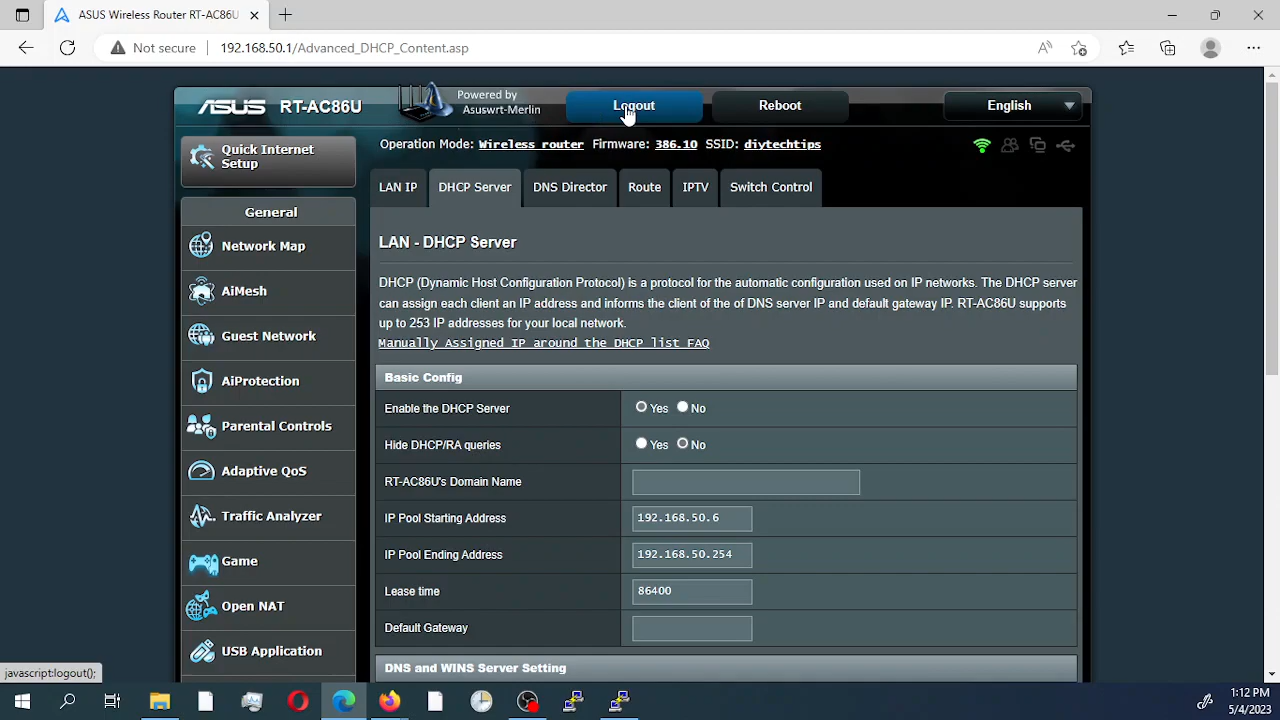 ASUS Wireless Router RT-AC86U
Not secure 192.168.50.1/Advanced_DHCP_Content.asp
ASUS RT-AC86U
Powered by
Asuswrt-Merlin
Logout
Reboot
English
Quick Internet
Setup
Operation Mode: Wireless router Firmware: 386.10 SSID: diytechtips
LAN IP
DHCP Server
DNS Director
Route
IPTV
Switch Control
General
Network Map
AiMesh
Guest Network
AiProtection
Parental Controls
Adaptive QoS
Traffic Analyzer
Game
Open NAT
USB Application
LAN - DHCP Server
DHCP (Dynamic Host Configuration Protocol) is a protocol for the automatic configuration used on IP networks. The DHCP server
can assign each client an IP address and informs the client of the of DNS server IP and default gateway IP. RT-AC86U supports
up to 253 IP addresses for your local network.
Manually Assigned IP around the DHCP list FAQ
Basic Config
Enable the DHCP Server Yes No
Hide DHCP/RA queries Yes No
RT-AC86U's Domain Name
IP Pool Starting Address 192.168.50.6
IP Pool Ending Address 192.168.50.254
Lease time 86400
Default Gateway
DNS and WINS Server Setting
javascript:logout();
1:12 PM
5/4/2023